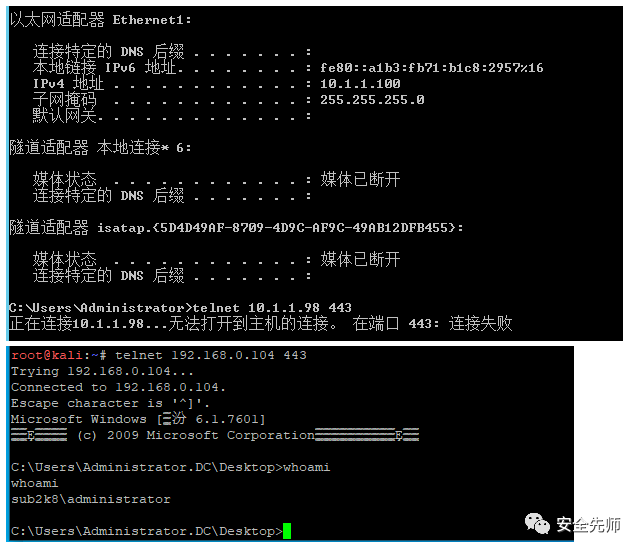 以太网适配器 Ethernet1:
连接特定的 DNS 后缀 . . . . . . . :
本地链接 IPv6 地址. . . . . . . . : fe80::a1b3:fb71:b1c8:2957%16
IPv4 地址 . . . . . . . . . . . . : 10.1.1.100
子网掩码 . . . . . . . . . . . . : 255.255.255.0
默认网关. . . . . . . . . . . . . :
隧道适配器 本地连接* 6:
媒体状态 . . . . . . . . . . . . : 媒体已断开
连接特定的 DNS 后缀 . . . . . . . :
隧道适配器 isatap.{5D4D49AF-8709-4D9C-AF9C-49AB12DFB455}:
媒体状态 . . . . . . . . . . . . : 媒体已断开
连接特定的 DNS 后缀 . . . . . . . :
C:\Users\Administrator>telnet 10.1.1.98 443
正在连接10.1.1.98...无法打开到主机的连接。 在端口 443: 连接失败
root@kali:~# telnet 192.168.0.104 443
Trying 192.168.0.104...
Connected to 192.168.0.104.
Escape character is '^]'.
Microsoft Windows [汾 6.1.7601]
(c) 2009 Microsoft Corporation
C:\Users\Administrator.DC\Desktop>whoami
whoami
sub2k8\administrator
C:\Users\Administrator.DC\Desktop>
安全先师